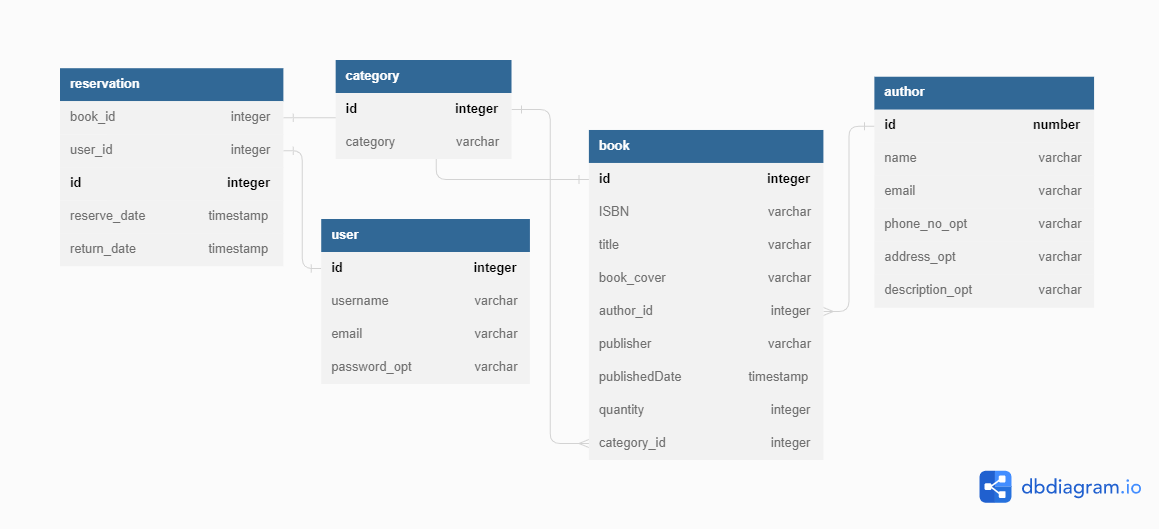 reservation
book_id integer
user_id integer
id integer
reserve_date timestamp
return_date timestamp
category
id integer
category varchar
user
id integer
username varchar
email varchar
password_opt varchar
book
id integer
ISBN varchar
title varchar
book_cover varchar
author_id integer
publisher varchar
publishedDate timestamp
quantity integer
category_id integer
author
id number
name varchar
email varchar
phone_no_opt varchar
address_opt varchar
description_opt varchar
dbdiagram.io